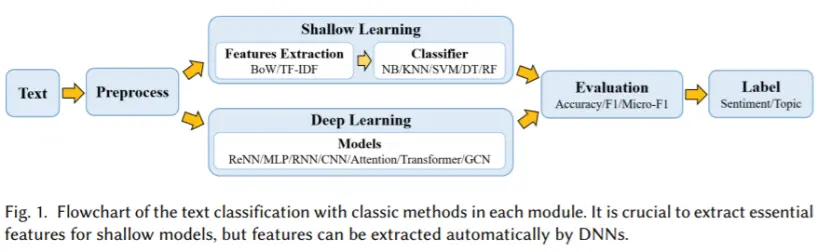 Shallow Learning
Features Extraction
BoW/TF-IDF
Classifier
NB/KNN/SVM/DT/RF
Text
Preprocess
Deep Learning
Models
ReNN/MLP/RNN/CNN/Attention/Transformer/GCN
Evaluation
Accuracy/F1/Micro-F1
Label
Sentiment/Topic
Fig. 1. Flowchart of the text classification with classic methods in each module. It is crucial to extract essential
features for shallow models, but features can be extracted automatically by DNNs.